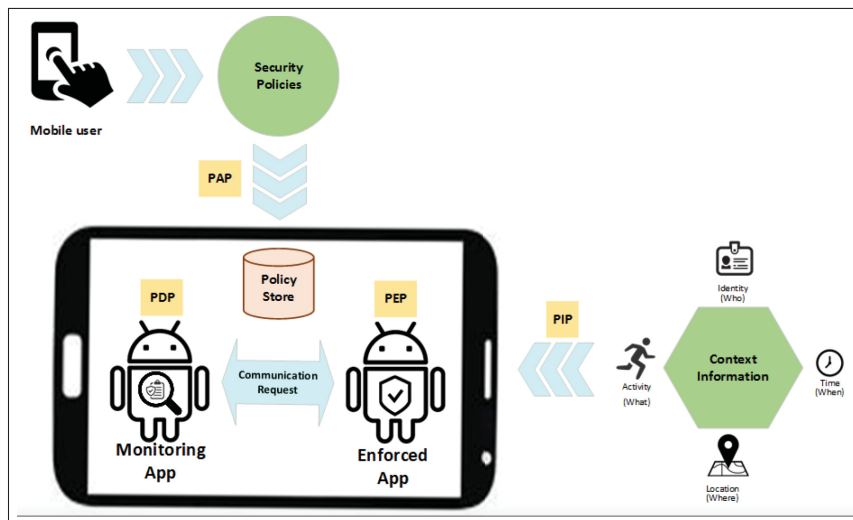 Security
Policies
Mobile user
PAP
Policy
Store
PDP
PEP
PIP
Identity
(Who)
Communication
Request
Activity
(What)
Context
Information
Time
(When)
Monitoring
App
Enforced
App
Location
(Where)